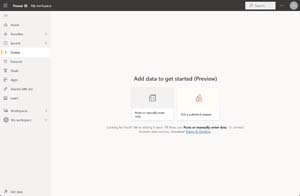 Power BI My workspace
Search
Home
Favorites
Recent
Create
Datasets
Goals
Apps
Shared with me
Learn
Workspaces
My workspace
Add data to get started (Preview)
Paste or manually enter data
Pick a published dataset
Paste or manually enter data
Get data